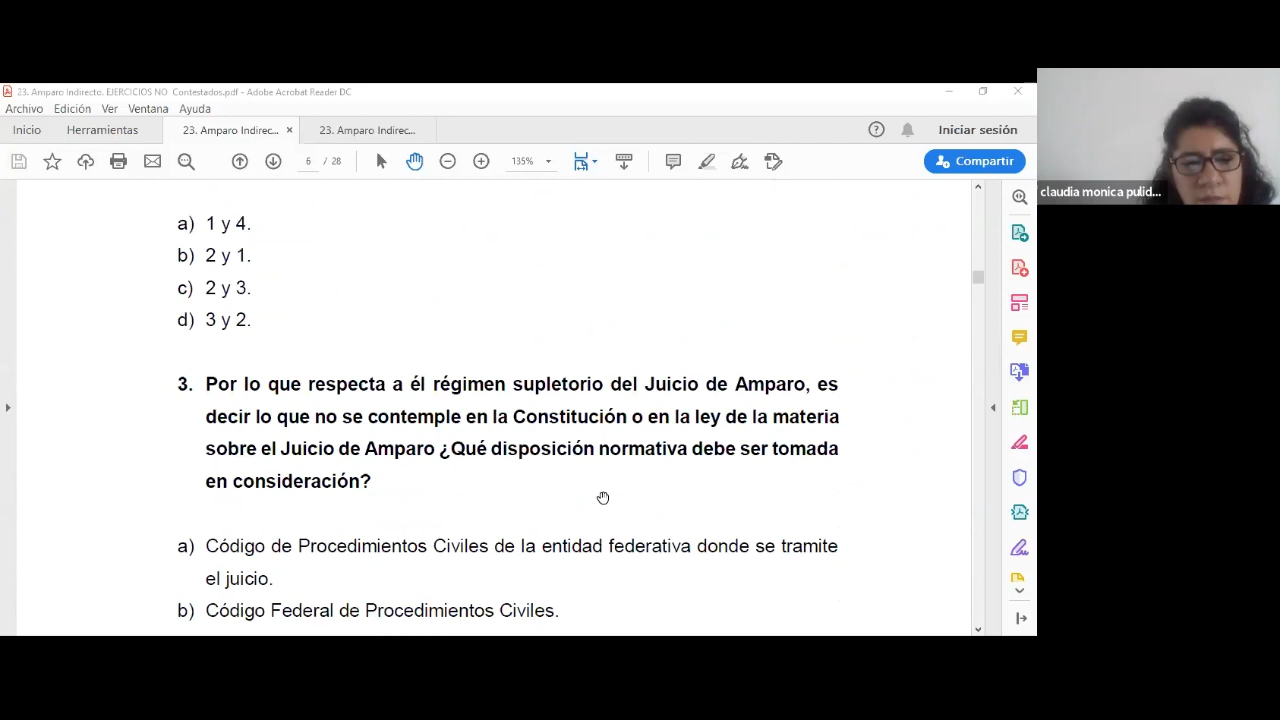 23. Amparo Indirecto. EJERCICIOS NO Contestados.pdf - Adobe Acrobat Reader DC
Archivo Edición Ver Ventana Ayuda
Inicio Herramientas 23. Amparo Indirec... × 23. Amparo Indirec... Iniciar sesión
6 / 28 135% Compartir
claudia monica pulid...
a) 1 y 4.
b) 2 y 1.
c) 2 y 3.
d) 3 y 2.
3. Por lo que respecta a él régimen supletorio del Juicio de Amparo, es
decir lo que no se contemple en la Constitución o en la ley de la materia
sobre el Juicio de Amparo ¿Qué disposición normativa debe ser tomada
en consideración?
a) Código de Procedimientos Civiles de la entidad federativa donde se tramite
el juicio.
b) Código Federal de Procedimientos Civiles.